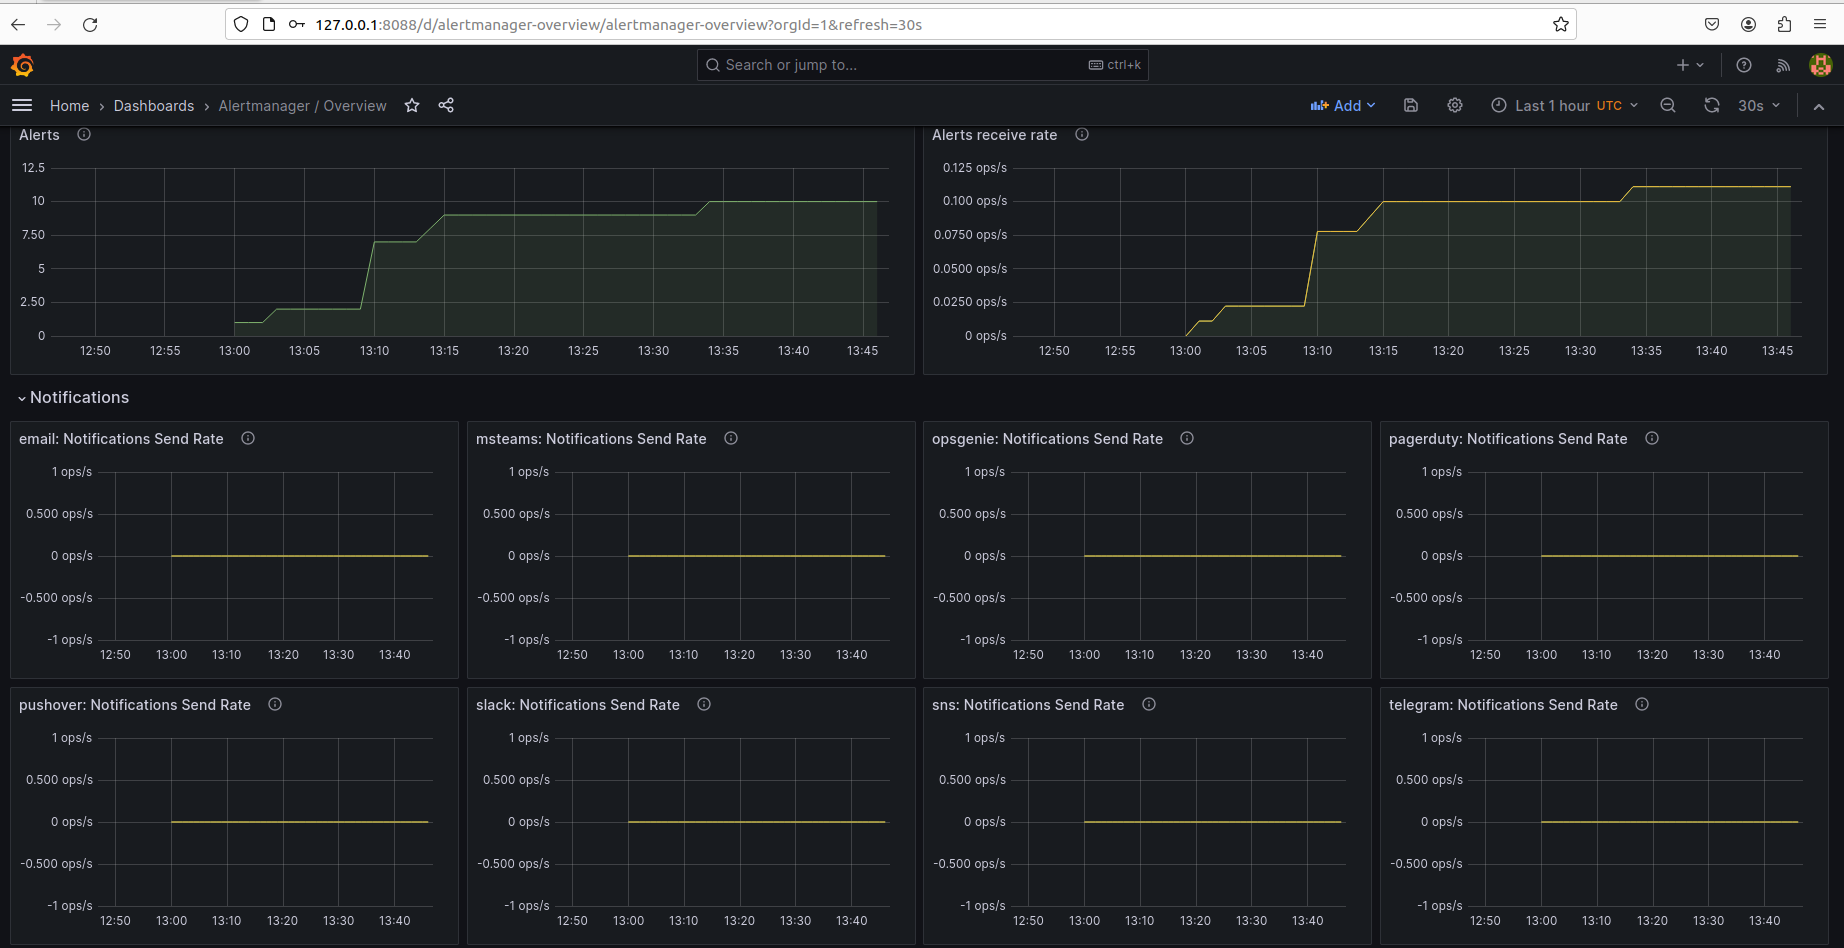 127.0.0.1:8088/d/alertmanager-overview/alertmanager-overview?orgId=1&refresh=30s
Search or jump to... ctrl+k
Home › Dashboards › Alertmanager / Overview Add Last 1 hour UTC 30s
Alerts
12.5
10
7.50
5
2.50
0
12:50 12:55 13:00 13:05 13:10 13:15 13:20 13:25 13:30 13:35 13:40 13:45
Alerts receive rate
0.125 ops/s
0.100 ops/s
0.0750 ops/s
0.0500 ops/s
0.0250 ops/s
0 ops/s
12:50 12:55 13:00 13:05 13:10 13:15 13:20 13:25 13:30 13:35 13:40 13:45
Notifications
email: Notifications Send Rate
1 ops/s
0.500 ops/s
0 ops/s
-0.500 ops/s
-1 ops/s
12:50 13:00 13:10 13:20 13:30 13:40
msteams: Notifications Send Rate
1 ops/s
0.500 ops/s
0 ops/s
-0.500 ops/s
-1 ops/s
12:50 13:00 13:10 13:20 13:30 13:40
opsgenie: Notifications Send Rate
1 ops/s
0.500 ops/s
0 ops/s
-0.500 ops/s
-1 ops/s
12:50 13:00 13:10 13:20 13:30 13:40
pagerduty: Notifications Send Rate
1 ops/s
0.500 ops/s
0 ops/s
-0.500 ops/s
-1 ops/s
12:50 13:00 13:10 13:20 13:30 13:40
pushover: Notifications Send Rate
1 ops/s
0.500 ops/s
0 ops/s
-0.500 ops/s
-1 ops/s
12:50 13:00 13:10 13:20 13:30 13:40
slack: Notifications Send Rate
1 ops/s
0.500 ops/s
0 ops/s
-0.500 ops/s
-1 ops/s
12:50 13:00 13:10 13:20 13:30 13:40
sns: Notifications Send Rate
1 ops/s
0.500 ops/s
0 ops/s
-0.500 ops/s
-1 ops/s
12:50 13:00 13:10 13:20 13:30 13:40
telegram: Notifications Send Rate
1 ops/s
0.500 ops/s
0 ops/s
-0.500 ops/s
-1 ops/s
12:50 13:00 13:10 13:20 13:30 13:40